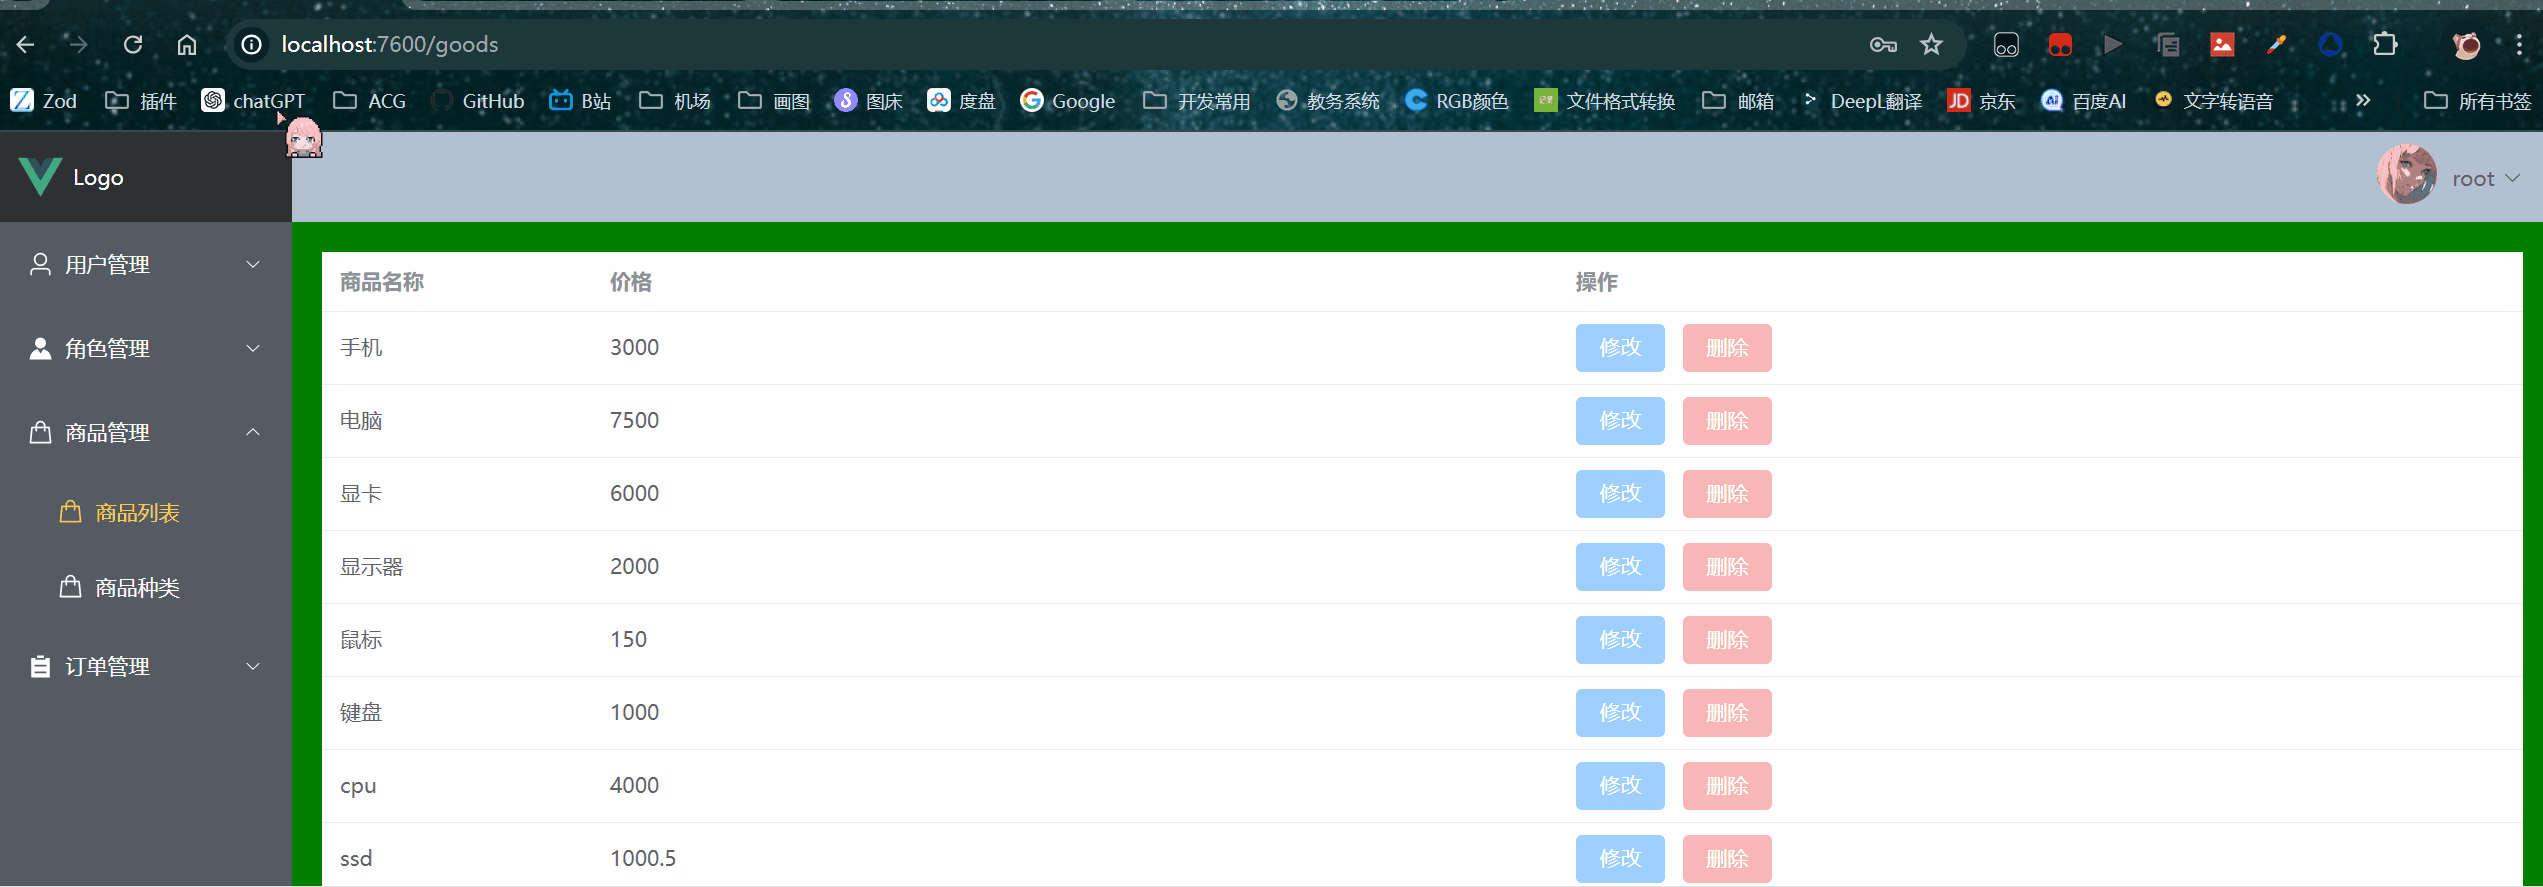 localhost:7600/goods
Zod 插件 chatGPT ACG GitHub B站 机场 画图 图床 度盘 Google 开发常用 教务系统 RGB颜色 文件格式转换 邮箱 DeepL翻译 京东 百度AI 文字转语音 所有书签
Logo
root
用户管理
角色管理
商品管理
商品列表
商品种类
订单管理
商品名称 价格 操作
手机 3000 修改 删除
电脑 7500 修改 删除
显卡 6000 修改 删除
显示器 2000 修改 删除
鼠标 150 修改 删除
键盘 1000 修改 删除
cpu 4000 修改 删除
ssd 1000.5 修改 删除